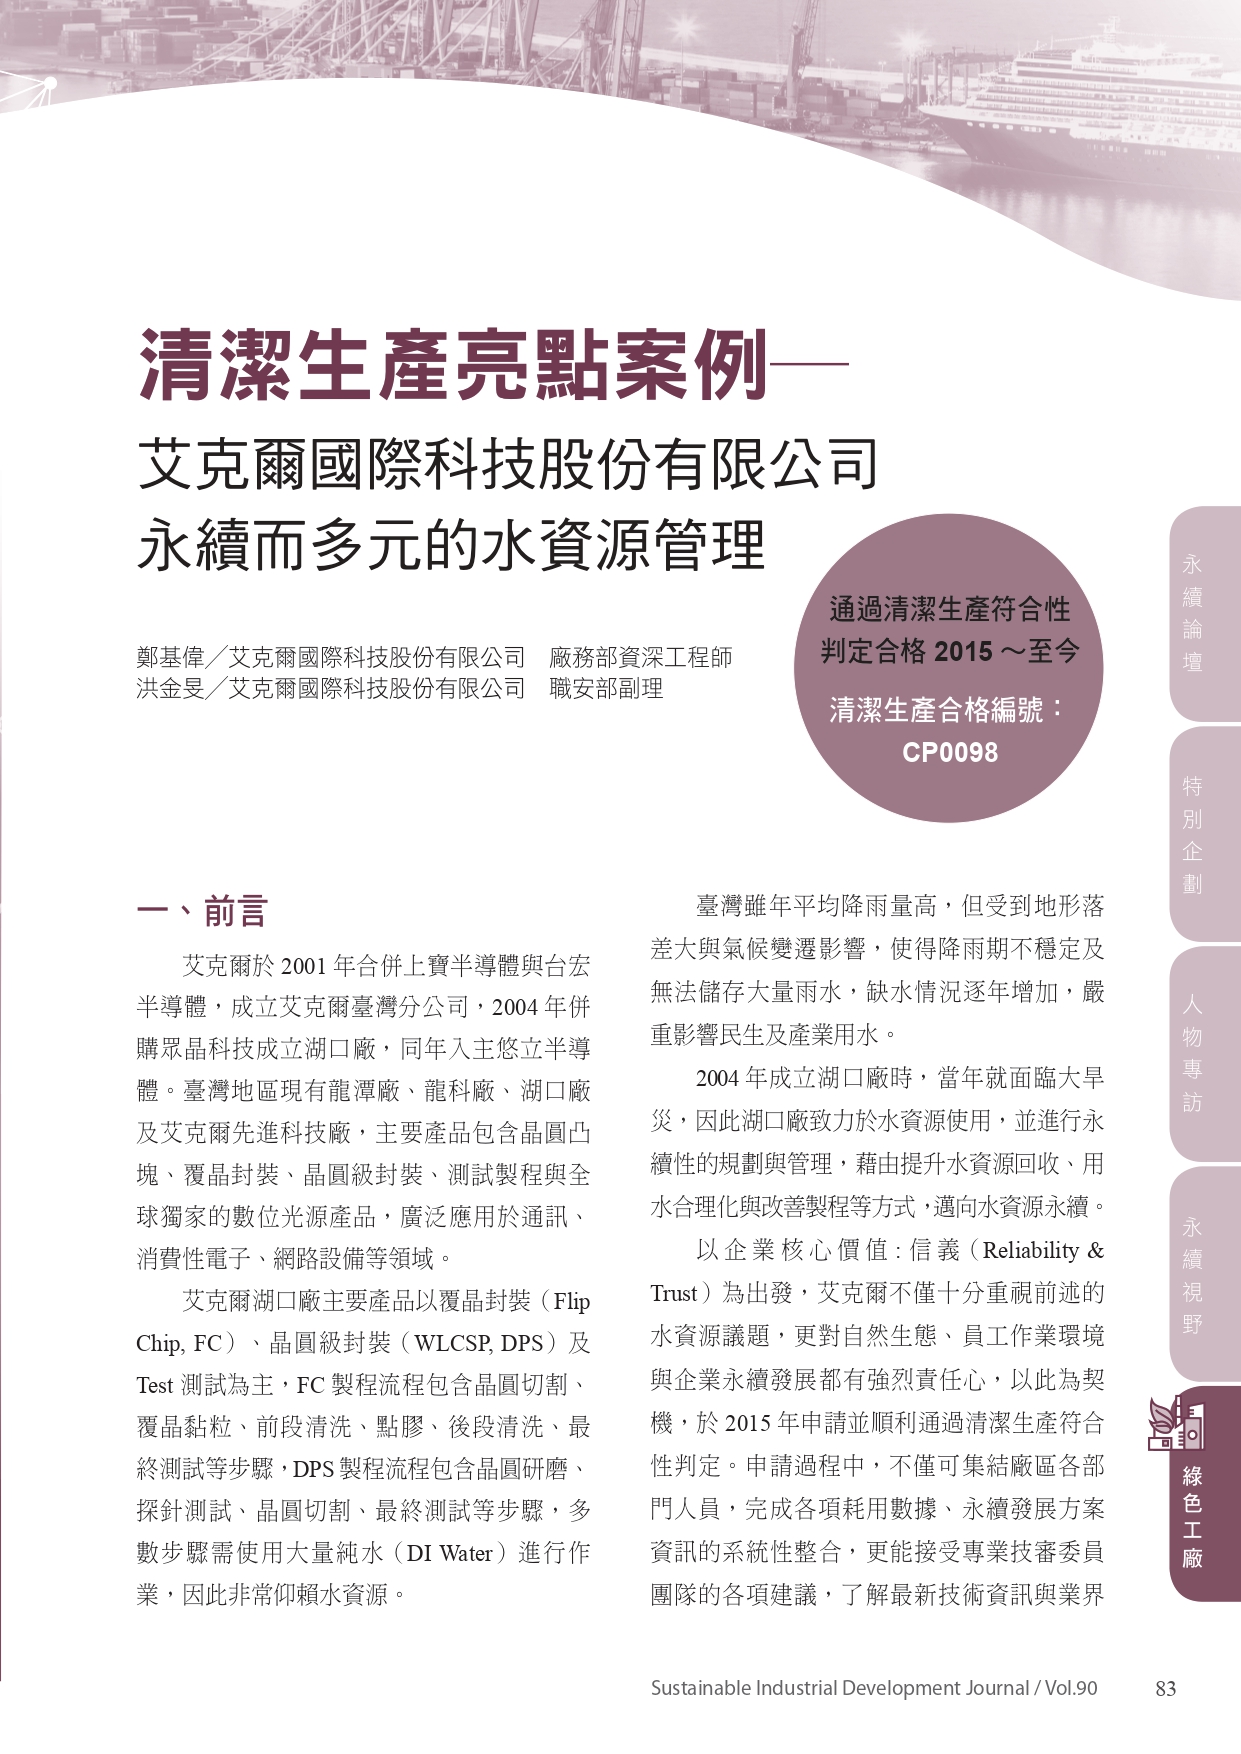 清潔生產亮點案例──
艾克爾國際科技股份有限公司
永續而多元的水資源管理
鄭基偉╱艾克爾國際科技股份有限公司　廠務部資深工程師
洪金旻╱艾克爾國際科技股份有限公司　職安部副理
通過清潔生產符合性
判定合格 2015～至今
清潔生產合格編號：
CP0098
一、前言
艾克爾於 2001 年合併上寶半導體與台宏
半導體，成立艾克爾臺灣分公司，2004 年併
購眾晶科技成立湖口廠，同年入主悠立半導
體。臺灣地區現有龍潭廠、龍科廠、湖口廠
及艾克爾先進科技廠，主要產品包含晶圓凸
塊、覆晶封裝、晶圓級封裝、測試製程與全
球獨家的數位光源產品，廣泛應用於通訊、
消費性電子、網路設備等領域。
艾克爾湖口廠主要產品以覆晶封裝（Flip
Chip, FC）、晶圓級封裝（WLCSP, DPS）及
Test 測試為主，FC 製程流程包含晶圓切割、
覆晶黏粒、前段清洗、點膠、後段清洗、最
終測試等步驟，DPS 製程流程包含晶圓研磨、
探針測試、晶圓切割、最終測試等步驟，多
數步驟需使用大量純水（DI Water）進行作
業，因此非常仰賴水資源。
臺灣雖年平均降雨量高，但受到地形落
差大與氣候變遷影響，使得降雨期不穩定及
無法儲存大量雨水，缺水情況逐年增加，嚴
重影響民生及產業用水。
2004 年成立湖口廠時，當年就面臨大旱
災，因此湖口廠致力於水資源使用，並進行永
續性的規劃與管理，藉由提升水資源回收、用
水合理化與改善製程等方式，邁向水資源永續。
以企業核心價值：信義（Reliability &
Trust）為出發，艾克爾不僅十分重視前述的
水資源議題，更對自然生態、員工作業環境
與企業永續發展都有強烈責任心，以此為契
機，於 2015 年申請並順利通過清潔生產符合
性判定。申請過程中，不僅可集結廠區各部
門人員，完成各項耗用數據、永續發展方案
資訊的系統性整合，更能接受專業技審委員
團隊的各項建議，了解最新技術資訊與業界
永續論壇
特別企劃
人物專訪
永續視野
綠色工廠
Sustainable Industrial Development Journal / Vol.90
83